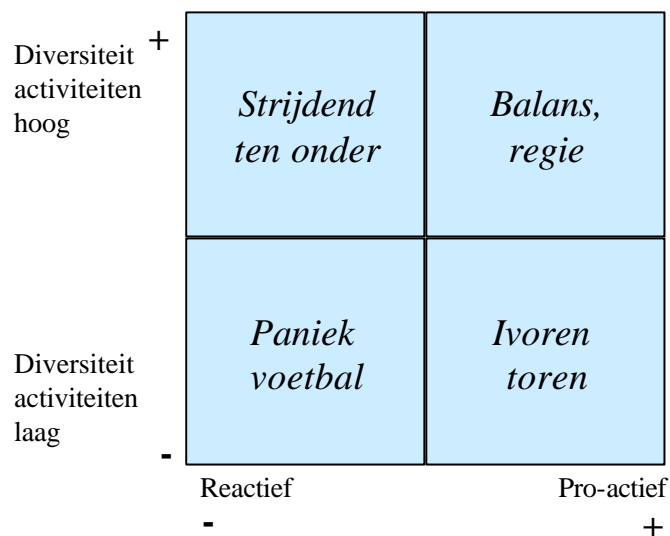 Diversiteit
activiteiten
hoog
+
Strijdend
ten onder
Balans,
regie
Paniek
voetbal
Ivoren
toren
Diversiteit
activiteiten
laag
-
Reactief
Pro-actief
-
+